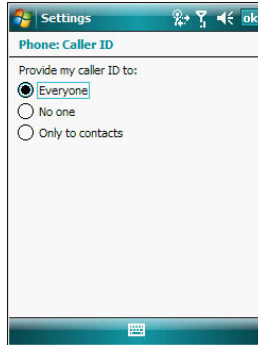 Settings
ok
Phone: Caller ID
Provide my caller ID to:
Everyone
No one
Only to contacts